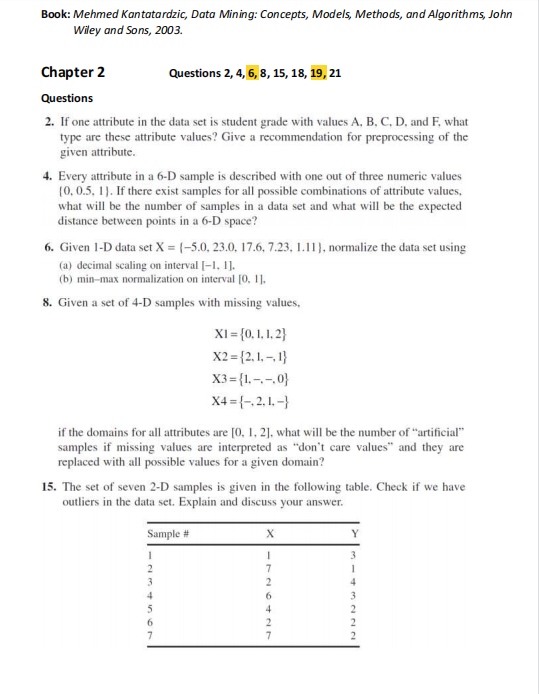 Book: Mehmed Kantatardzic, Data Mining: Concepts, Models, Methods, and Algorithms, John
Wiley and Sons, 2003.
Chapter 2 Questions 2, 4, 6, 8, 15, 18, 19, 21
Questions
2. If one attribute in the data set is student grade with values A, B, C, D, and F, what
type are these attribute values? Give a recommendation for preprocessing of the
given attribute.
4. Every attribute in a 6-D sample is described with one out of three numeric values
{0, 0.5, 1}. If there exist samples for all possible combinations of attribute values,
what will be the number of samples in a data set and what will be the expected
distance between points in a 6-D space?
6. Given 1-D data set X = {-5.0, 23.0, 17.6, 7.23, 1.11}, normalize the data set using
(a) decimal scaling on interval [-1, 1],
(b) min–max normalization on interval [0, 1],
8. Given a set of 4-D samples with missing values,
X1 = {0, 1, 1, 2}
X2 = {2, 1, –, 1}
X3 = {1, –, –, 0}
X4 = {–, 2, 1, –}
if the domains for all attributes are [0, 1, 2], what will be the number of “artificial”
samples if missing values are interpreted as “don’t care values” and they are
replaced with all possible values for a given domain?
15. The set of seven 2-D samples is given in the following table. Check if we have
outliers in the data set. Explain and discuss your answer.
Sample # X Y
1 1 3
2 7 1
3 2 4
4 6 3
5 4 2
6 2 2
7 7 2